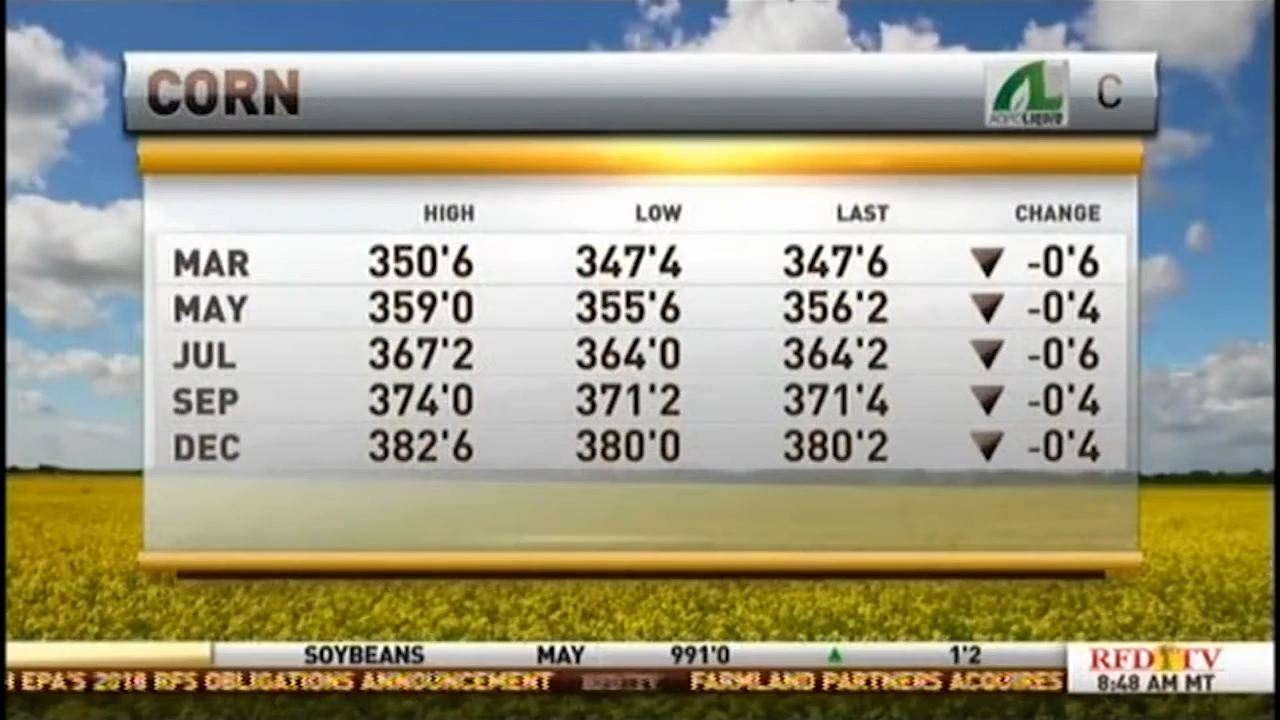 CORN
AGROLIQUID C
HIGH LOW LAST CHANGE
MAR 350'6 347'4 347'6 ▼ -0'6
MAY 359'0 355'6 356'2 ▼ -0'4
JUL 367'2 364'0 364'2 ▼ -0'6
SEP 374'0 371'2 371'4 ▼ -0'4
DEC 382'6 380'0 380'2 ▼ -0'4
SOYBEANS MAY 991'0 ▲ 1'2
RFD TV
EPA'S 2018 RFS OBLIGATIONS ANNOUNCEMENT FARMLAND PARTNERS ACQUIRES
8:48 AM MT